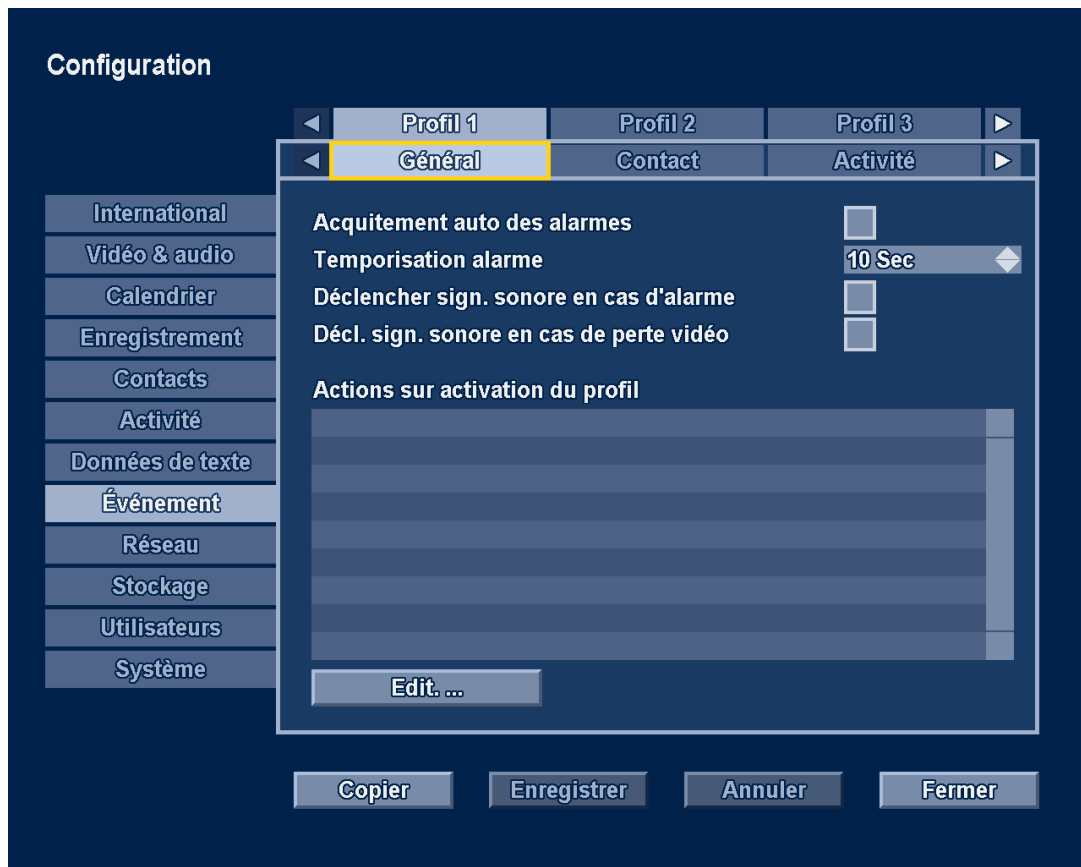 Configuration
Profil 1 Profil 2 Profil 3
Général Contact Activité
International
Vidéo & audio
Calendrier
Enregistrement
Contacts
Activité
Données de texte
Événement
Réseau
Stockage
Utilisateurs
Système
Acquitement auto des alarmes
Temporisation alarme 10 Sec
Déclencher sign. sonore en cas d'alarme
Décl. sign. sonore en cas de perte vidéo
Actions sur activation du profil
Edit. ...
Copier Enregistrer Annuler Fermer